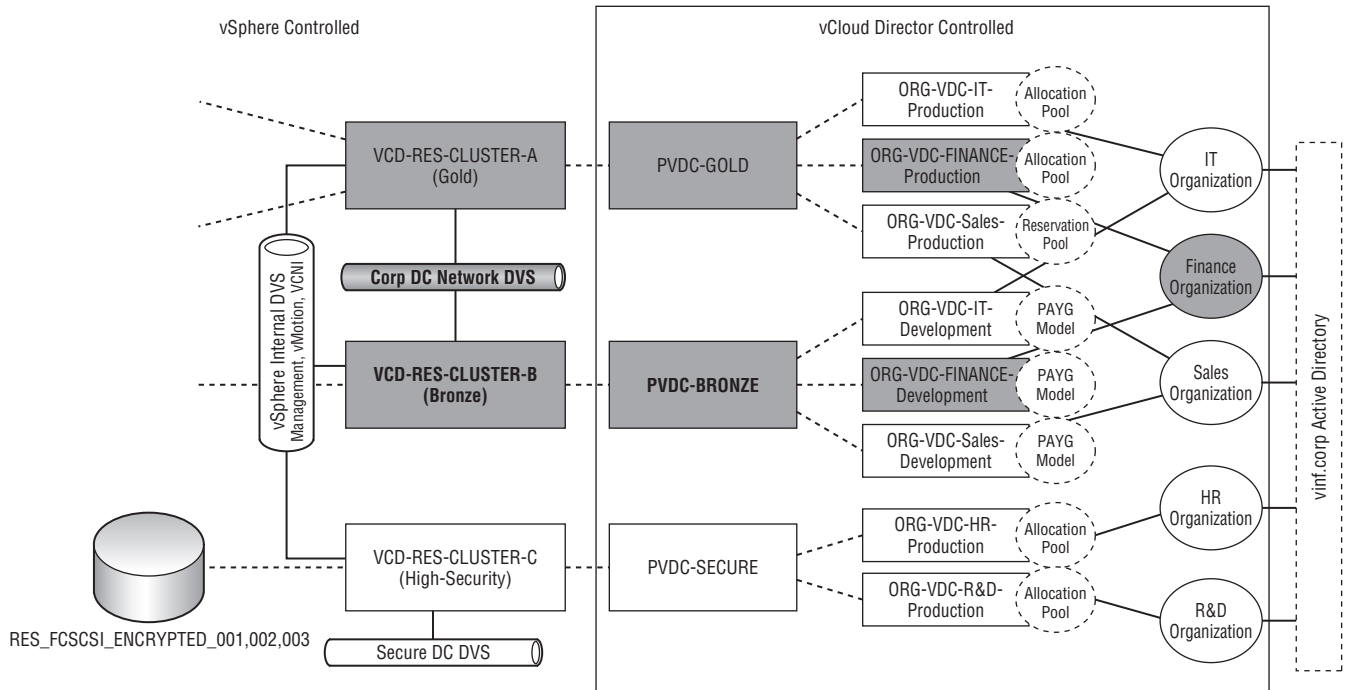 vSphere Controlled
vCloud Director Controlled
VCD-RES-CLUSTER-A
(Gold)
PVDC-GOLD
ORG-VDC-IT-
Production
Allocation
Pool
ORG-VDC-FINANCE-
Production
Allocation
Pool
ORG-VDC-Sales-
Production
Reservation
Pool
IT
Organization
vSphere Internal DVS
Management, vMotion, VCNI
Corp DC Network DVS
Finance
Organization
VCD-RES-CLUSTER-B
(Bronze)
PVDC-BRONZE
ORG-VDC-IT-
Development
PAYG
Model
ORG-VDC-FINANCE-
Development
PAYG
Model
ORG-VDC-Sales-
Development
PAYG
Model
Sales
Organization
vinf.corp Active Directory
RES_FCSCSI_ENCRYPTED_001,002,003
VCD-RES-CLUSTER-C
(High-Security)
Secure DC DVS
PVDC-SECURE
ORG-VDC-HR-
Production
Allocation
Pool
HR
Organization
ORG-VDC-R&D-
Production
Allocation
Pool
R&D
Organization